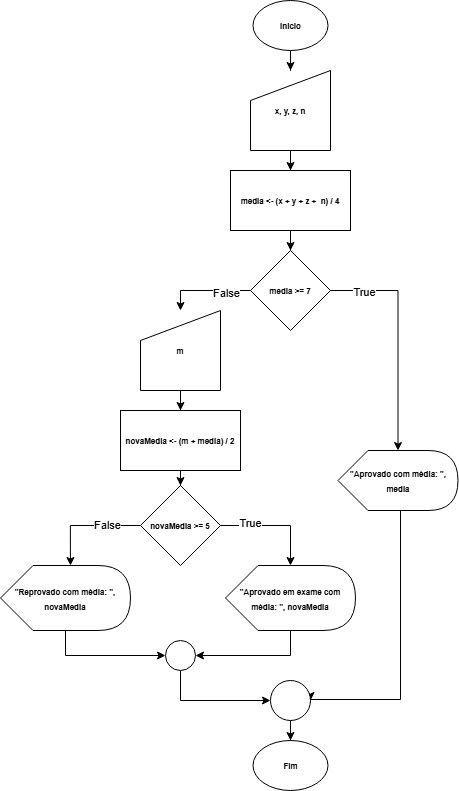 Inicio
x, y, z, n
media <- (x + y + z + n) / 4
media >= 7
False
True
m
novaMedia <- (m + media) / 2
"Aprovado com média: ",
media
novaMedia >= 5
False
True
"Reprovado com média: ",
novaMedia
"Aprovado em exame com
média: ", novaMedia
Fim